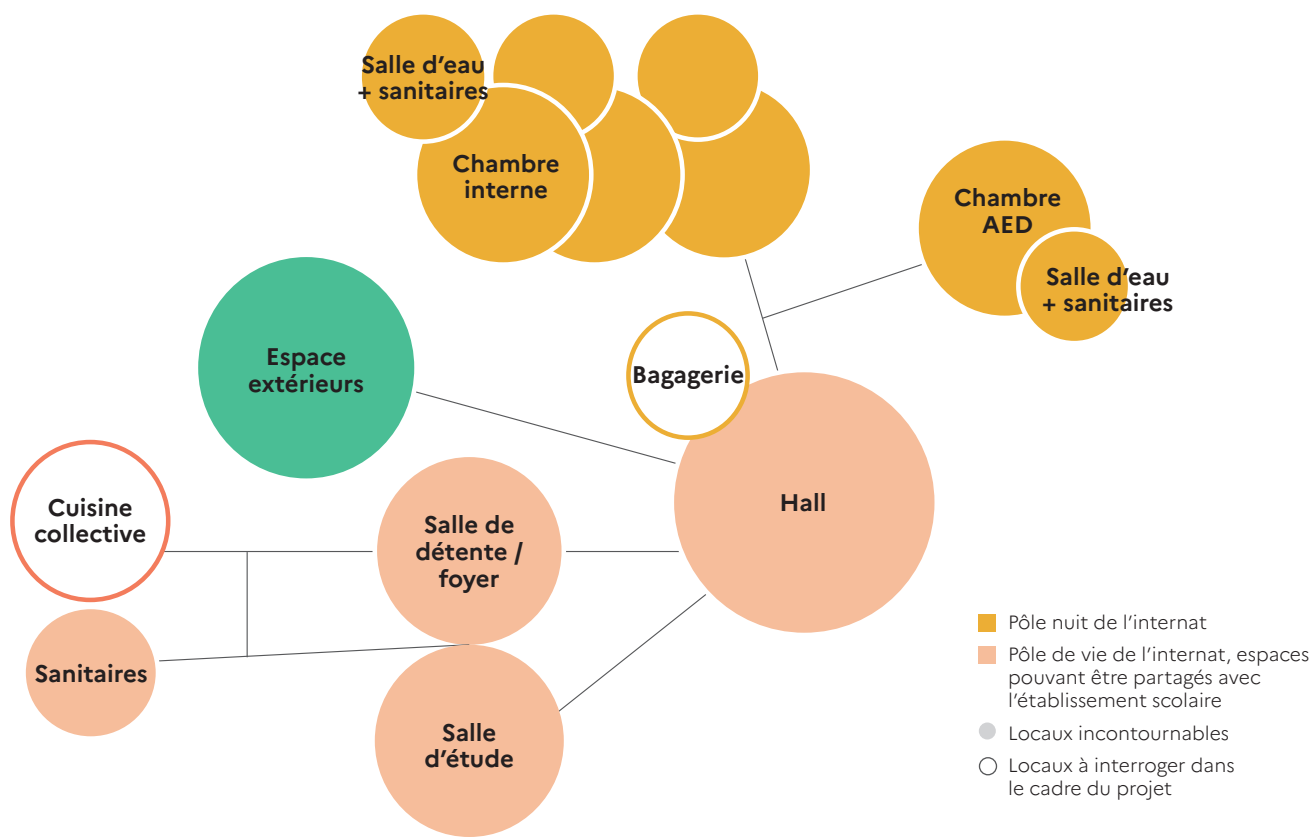 Salle d'eau
+ sanitaires
Chambre
interne
Chambre
AED
Salle d'eau
+ sanitaires
Espace
extérieurs
Bagagerie
Hall
Cuisine
collective
Salle de
détente /
foyer
Sanitaires
Salle
d'étude
Pôle nuit de l'internat
Pôle de vie de l'internat, espaces
pouvant être partagés avec
l'établissement scolaire
Locaux incontournables
Locaux à interroger dans
le cadre du projet